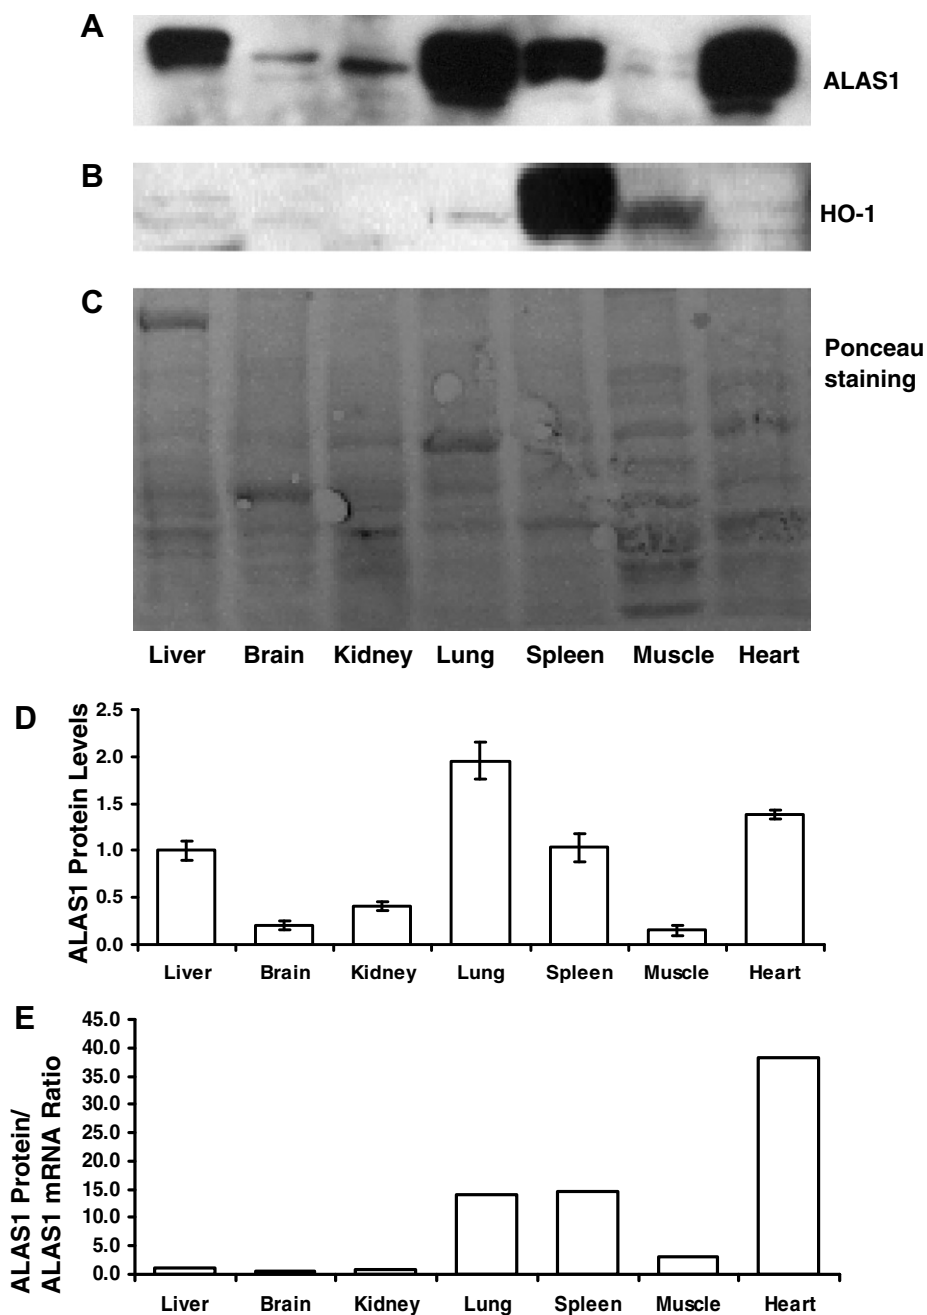 A
ALAS1
B
HO-1
C
Ponceau
staining
Liver Brain Kidney Lung Spleen Muscle Heart
D
ALAS1 Protein Levels
2.5
2.0
1.5
1.0
0.5
0.0
Liver Brain Kidney Lung Spleen Muscle Heart
E
ALAS1 Protein/
ALAS1 mRNA Ratio
45.0
40.0
35.0
30.0
25.0
20.0
15.0
10.0
5.0
0.0
Liver Brain Kidney Lung Spleen Muscle Heart